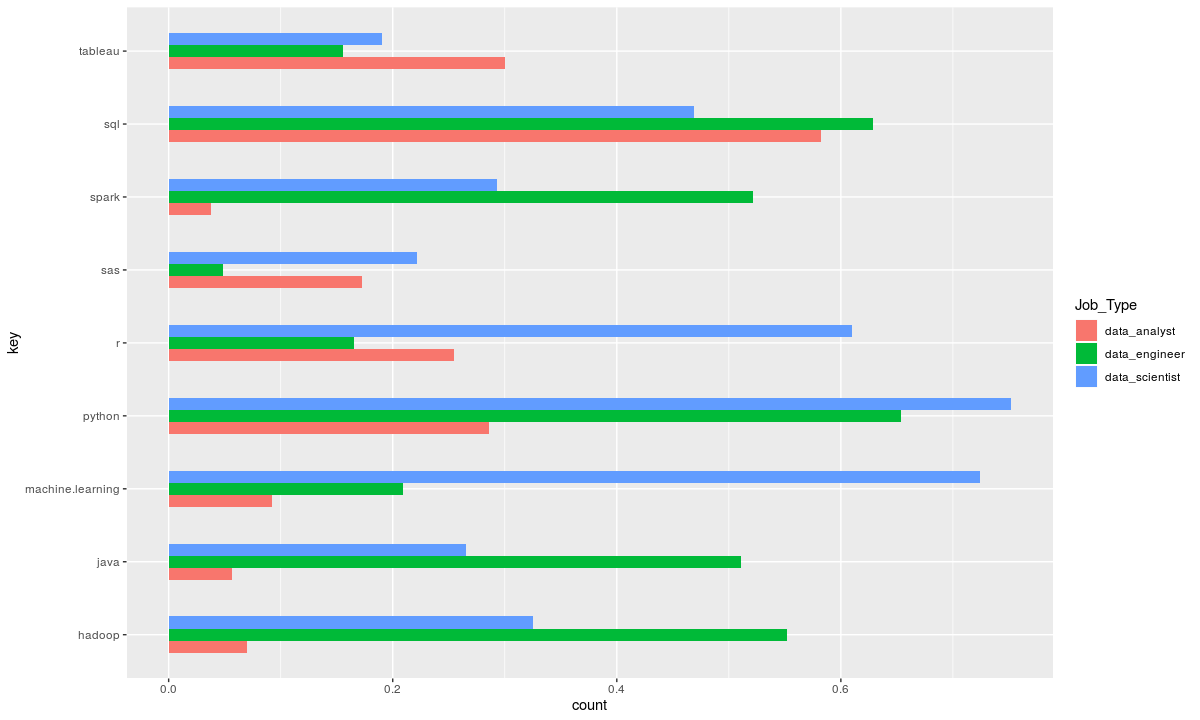 tableau
sql
spark
sas
r
python
machine.learning
java
hadoop
key
0.0 0.2 0.4 0.6
count
Job_Type
data_analyst
data_engineer
data_scientist